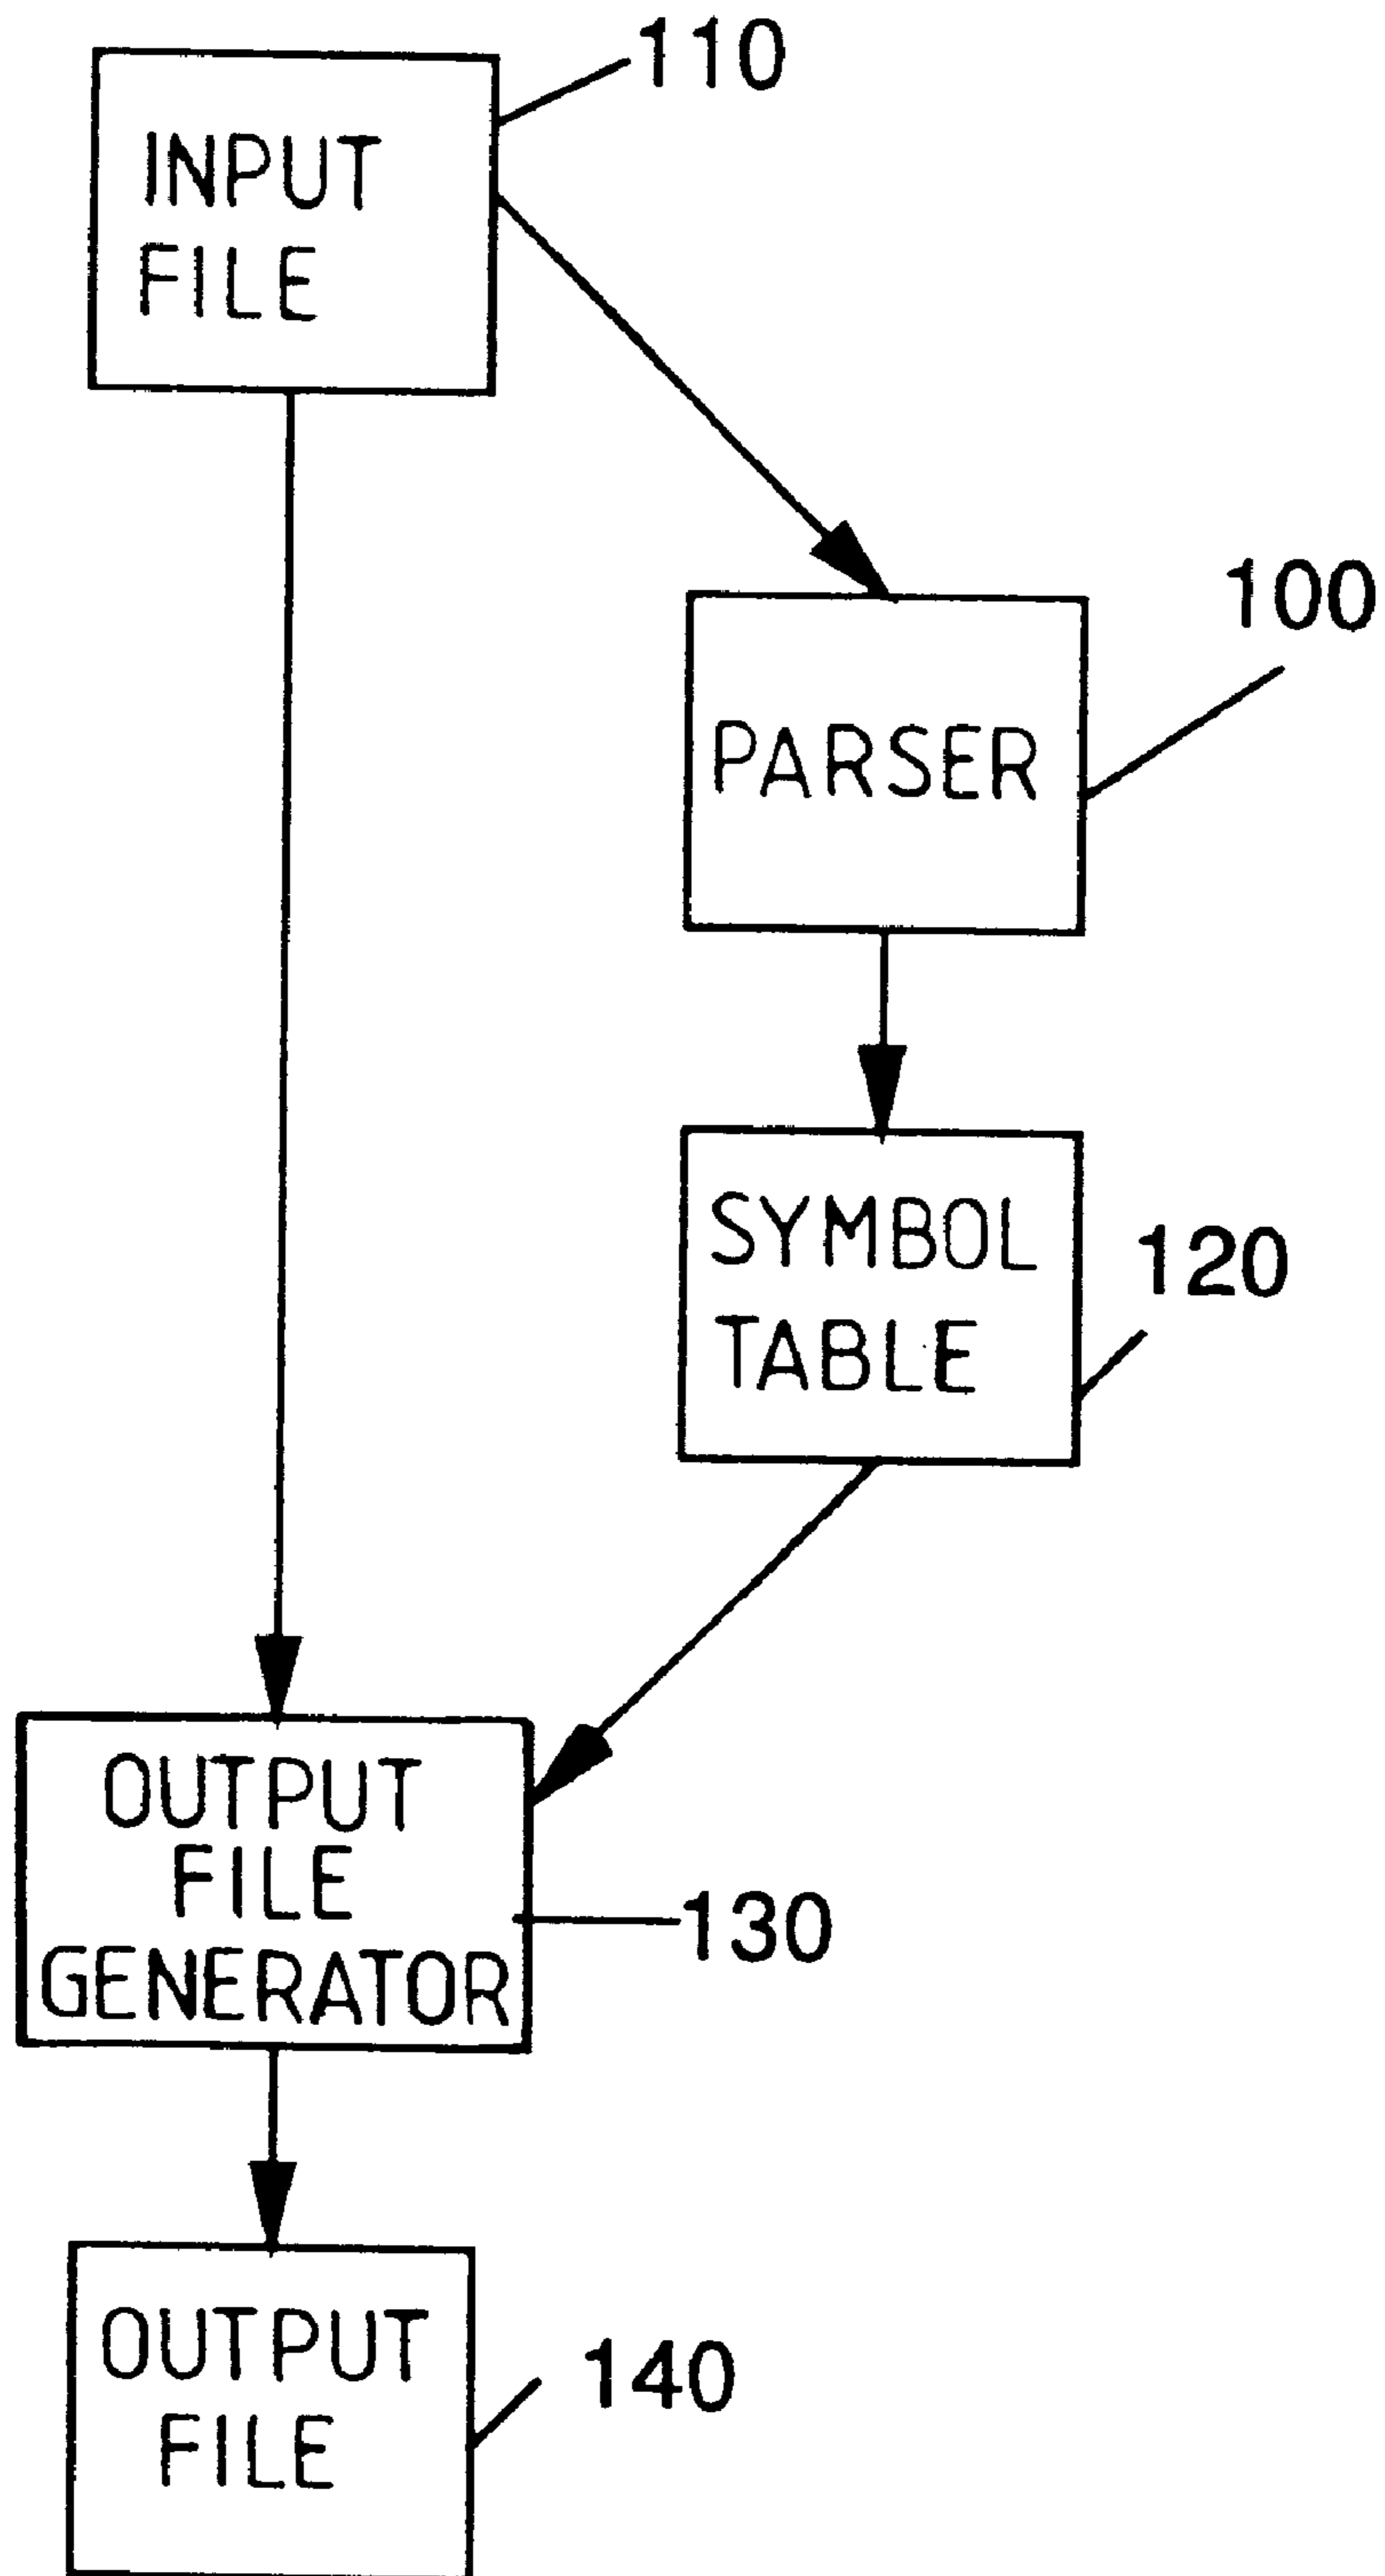 110
INPUT
FILE
100
PARSER
SYMBOL
TABLE
120
OUTPUT
FILE
GENERATOR
130
OUTPUT
FILE
140